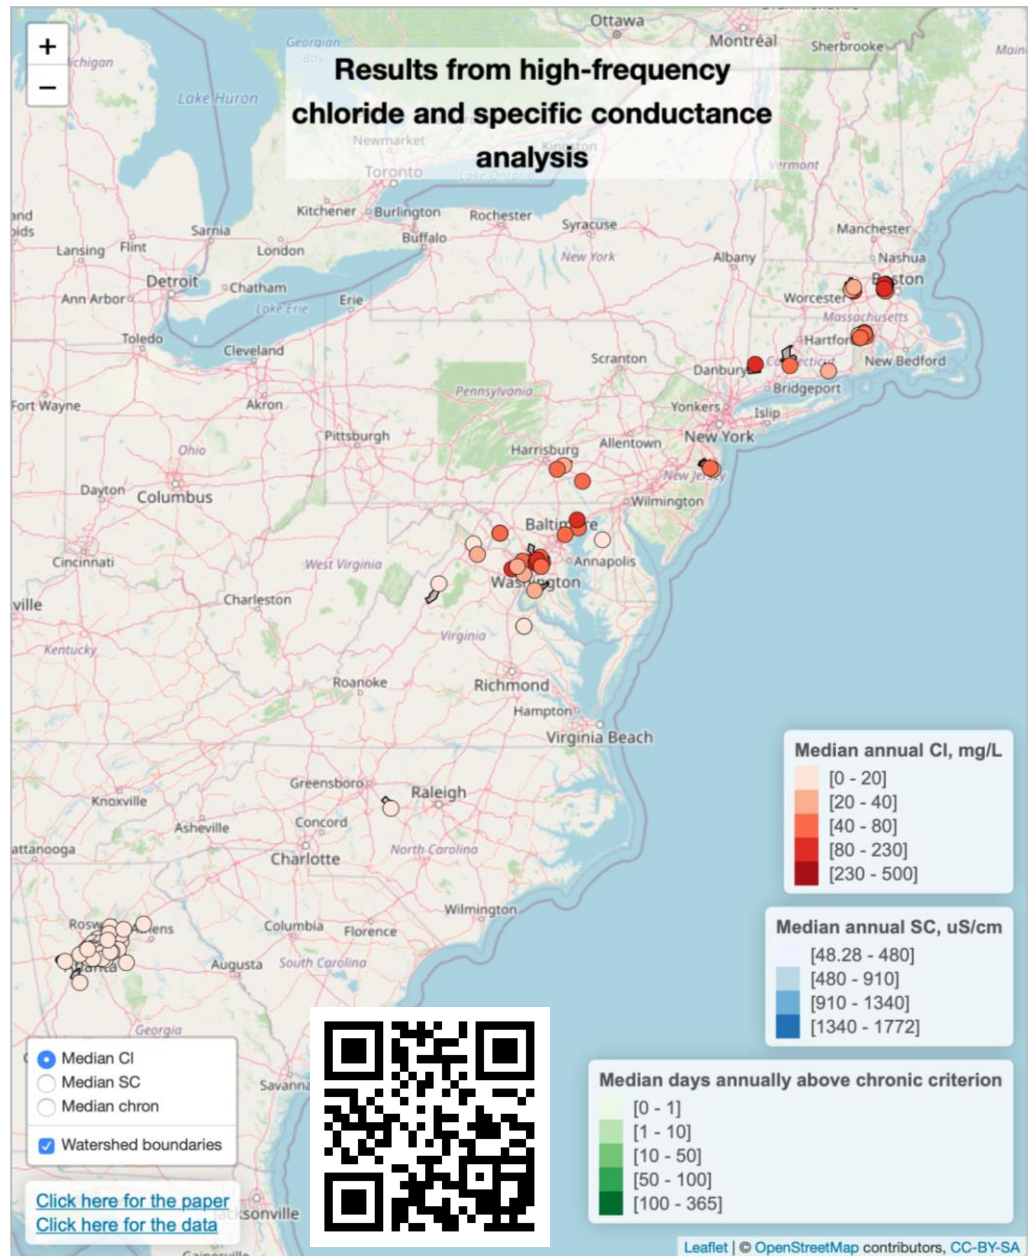 +
−
Ottawa
Montréal
Sherbrooke
Georgian
Bay
Lake Huron
Results from high-frequency
chloride and specific conductance
analysis
Newmarket
Kingston
Toronto
Lake Ontario
Vermont
Kitchener
Burlington
Rochester
Syracuse
Manchester
Sarnia
Buffalo
Lansing
Flint
London
New York
Albany
Nashua
Detroit
Chatham
Ann Arbor
Lake Erie
Erie
Worcester
Massachusetts
Toledo
Cleveland
Scranton
Danbury
New Bedford
Bridgeport
Fort Wayne
Akron
Pennsylvania
Yonkers
Islip
Pittsburgh
Allentown
New York
Ohio
Harrisburg
New Jersey
Dayton
Columbus
Wilmington
Cincinnati
West Virginia
Annapolis
Washington
ville
Charleston
Virginia
Kentucky
Roanoke
Richmond
Hampton
Virginia Beach
Median annual Cl, mg/L
[0 - 20]
[20 - 40]
[40 - 80]
[80 - 230]
[230 - 500]
Greensboro
Raleigh
Knoxville
Asheville
Concord
Charlotte
North Carolina
attanooga
Wilmington
Columbia
Florence
Augusta
South Carolina
Georgia
Median annual SC, uS/cm
[48.28 - 480]
[480 - 910]
[910 - 1340]
[1340 - 1772]
Median Cl
Median SC
Median chron
Watershed boundaries
Savanna
Median days annually above chronic criterion
[0 - 1]
[1 - 10]
[10 - 50]
[50 - 100]
[100 - 365]
Click here for the paper
Click here for the data
Leaflet | © OpenStreetMap contributors, CC-BY-SA